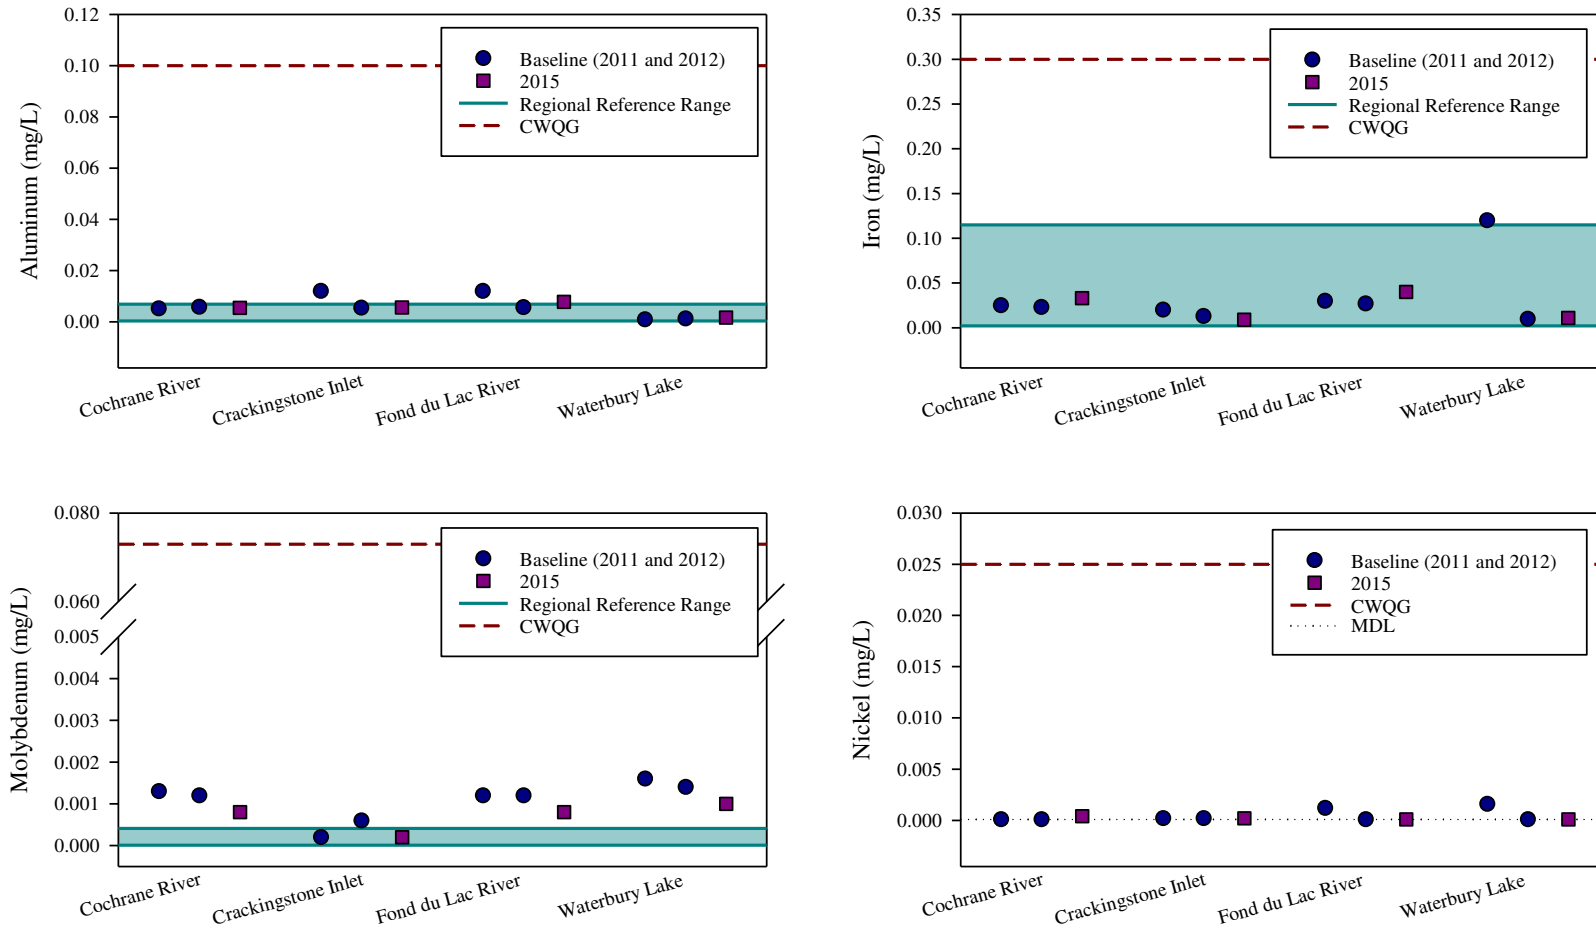 0.12
0.10
0.08
0.06
0.04
0.02
0.00
Aluminum (mg/L)
Baseline (2011 and 2012)
2015
Regional Reference Range
CWQG
Cochrane River
Crackingstone Inlet
Fond du Lac River
Waterbury Lake
0.35
0.30
0.25
0.20
0.15
0.10
0.05
0.00
Iron (mg/L)
Baseline (2011 and 2012)
2015
Regional Reference Range
CWQG
Cochrane River
Crackingstone Inlet
Fond du Lac River
Waterbury Lake
0.080
0.060
0.005
0.004
0.003
0.002
0.001
0.000
Molybdenum (mg/L)
Baseline (2011 and 2012)
2015
Regional Reference Range
CWQG
Cochrane River
Crackingstone Inlet
Fond du Lac River
Waterbury Lake
0.030
0.025
0.020
0.015
0.010
0.005
0.000
Nickel (mg/L)
Baseline (2011 and 2012)
2015
CWQG
MDL
Cochrane River
Crackingstone Inlet
Fond du Lac River
Waterbury Lake